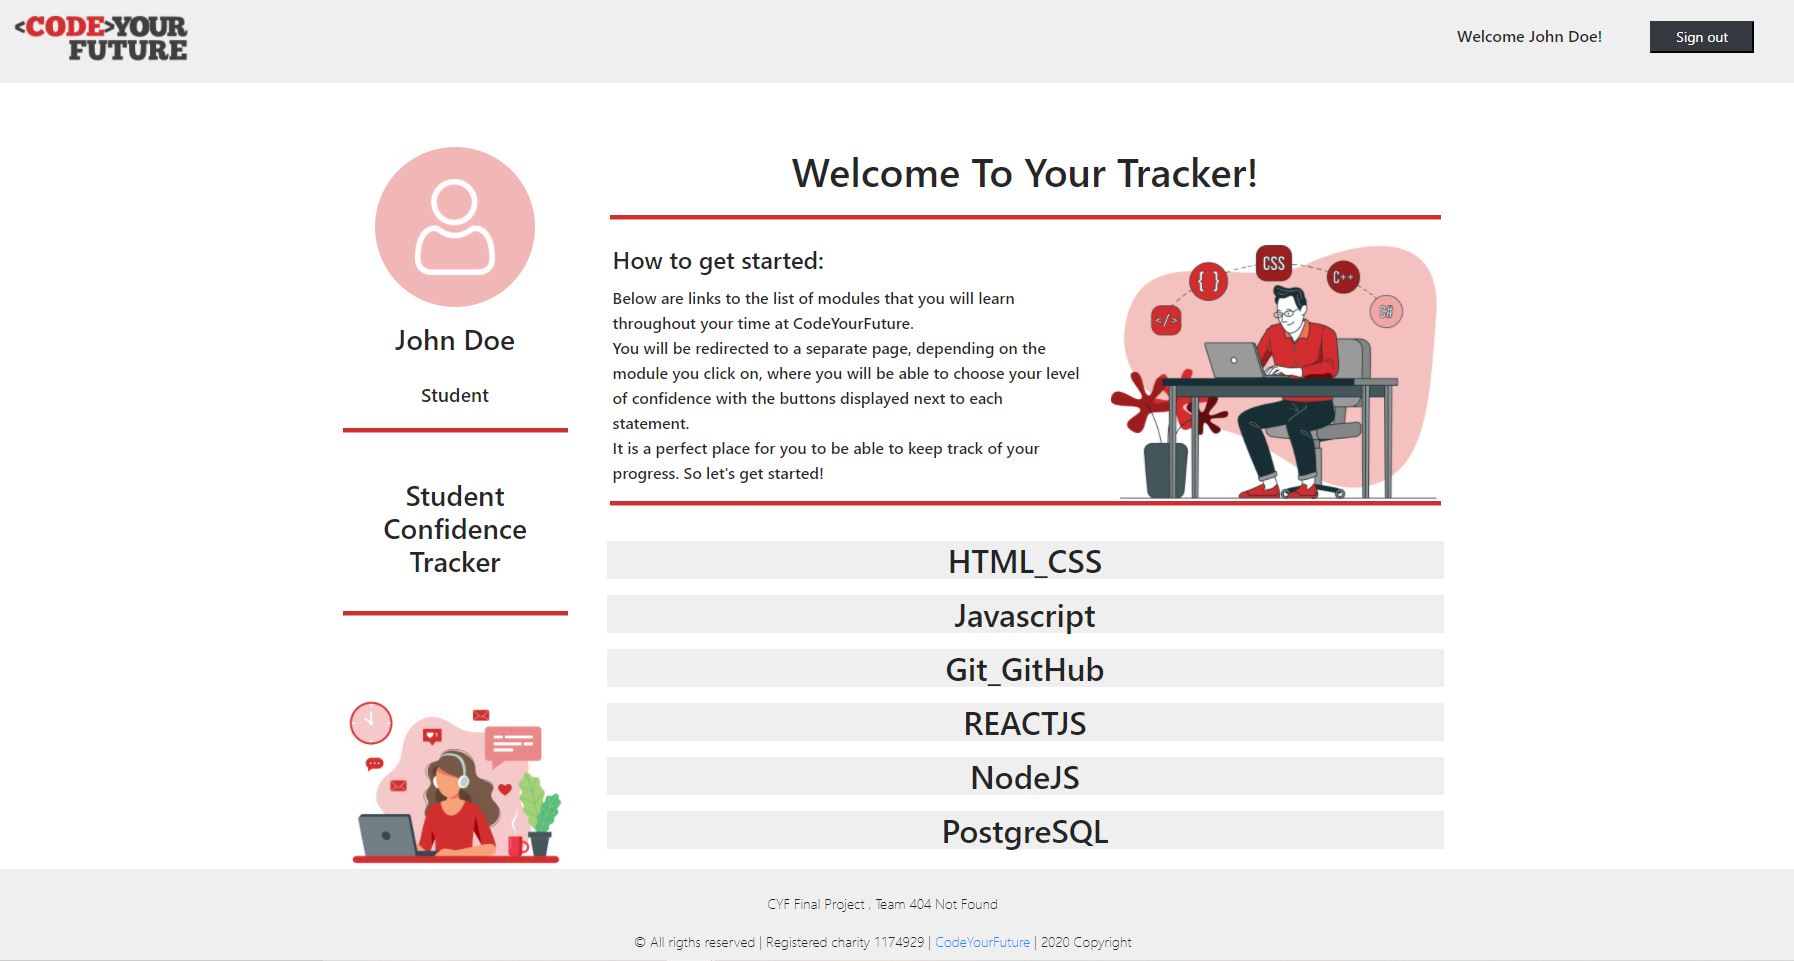 <CODE>YOUR
FUTURE
Welcome John Doe!
Sign out
John Doe
Student
Student
Confidence
Tracker
Welcome To Your Tracker!
How to get started:
Below are links to the list of modules that you will learn
throughout your time at CodeYourFuture.
You will be redirected to a separate page, depending on the
module you click on, where you will be able to choose your level
of confidence with the buttons displayed next to each
statement.
It is a perfect place for you to be able to keep track of your
progress. So let's get started!
</>
{ }
CSS
C++
C#
HTML_CSS
Javascript
Git_GitHub
REACTJS
NodeJS
PostgreSQL
CYF Final Project , Team 404 Not Found
© All rigths reserved | Registered charity 1174929 | CodeYourFuture | 2020 Copyright